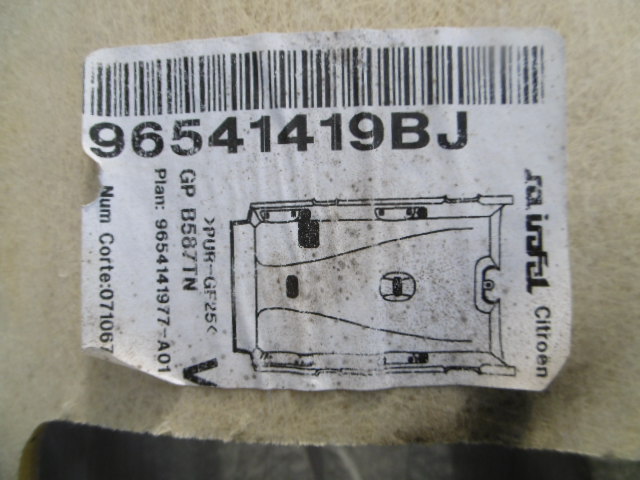 96541419BJ
GP B587TN
Plan: 9654141977-A01
Num Corte:071067
>PUR-GF25<
V
Citroën